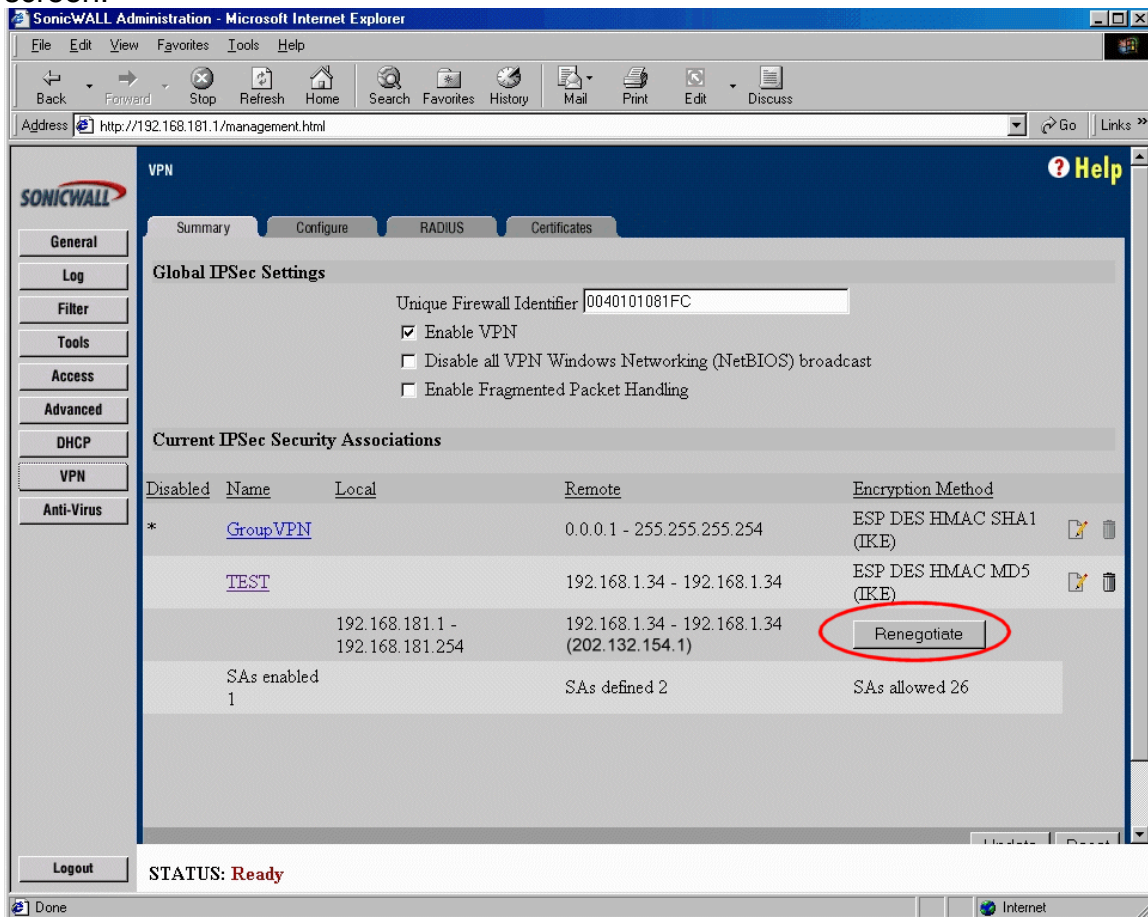 screen.
SonicWALL Administration - Microsoft Internet Explorer
File Edit View Favorites Tools Help
Back Forward Stop Refresh Home Search Favorites History Mail Print Edit Discuss
Address http://192.168.181.1/management.html Go Links »
SONICWALL
VPN
? Help
Summary Configure RADIUS Certificates
General
Log
Filter
Tools
Access
Advanced
DHCP
VPN
Anti-Virus
Logout
Global IPSec Settings
Unique Firewall Identifier 0040101081FC
Enable VPN
Disable all VPN Windows Networking (NetBIOS) broadcast
Enable Fragmented Packet Handling
Current IPSec Security Associations
Disabled Name Local Remote Encryption Method
* GroupVPN 0.0.0.1 - 255.255.255.254 ESP DES HMAC SHA1
(IKE)
TEST 192.168.1.34 - 192.168.1.34 ESP DES HMAC MD5
(IKE)
192.168.181.1 - 192.168.1.34 - 192.168.1.34 Renegotiate
192.168.181.254 (202.132.154.1)
SAs enabled SAs defined 2 SAs allowed 26
1
Update Reset
STATUS: Ready
Done Internet